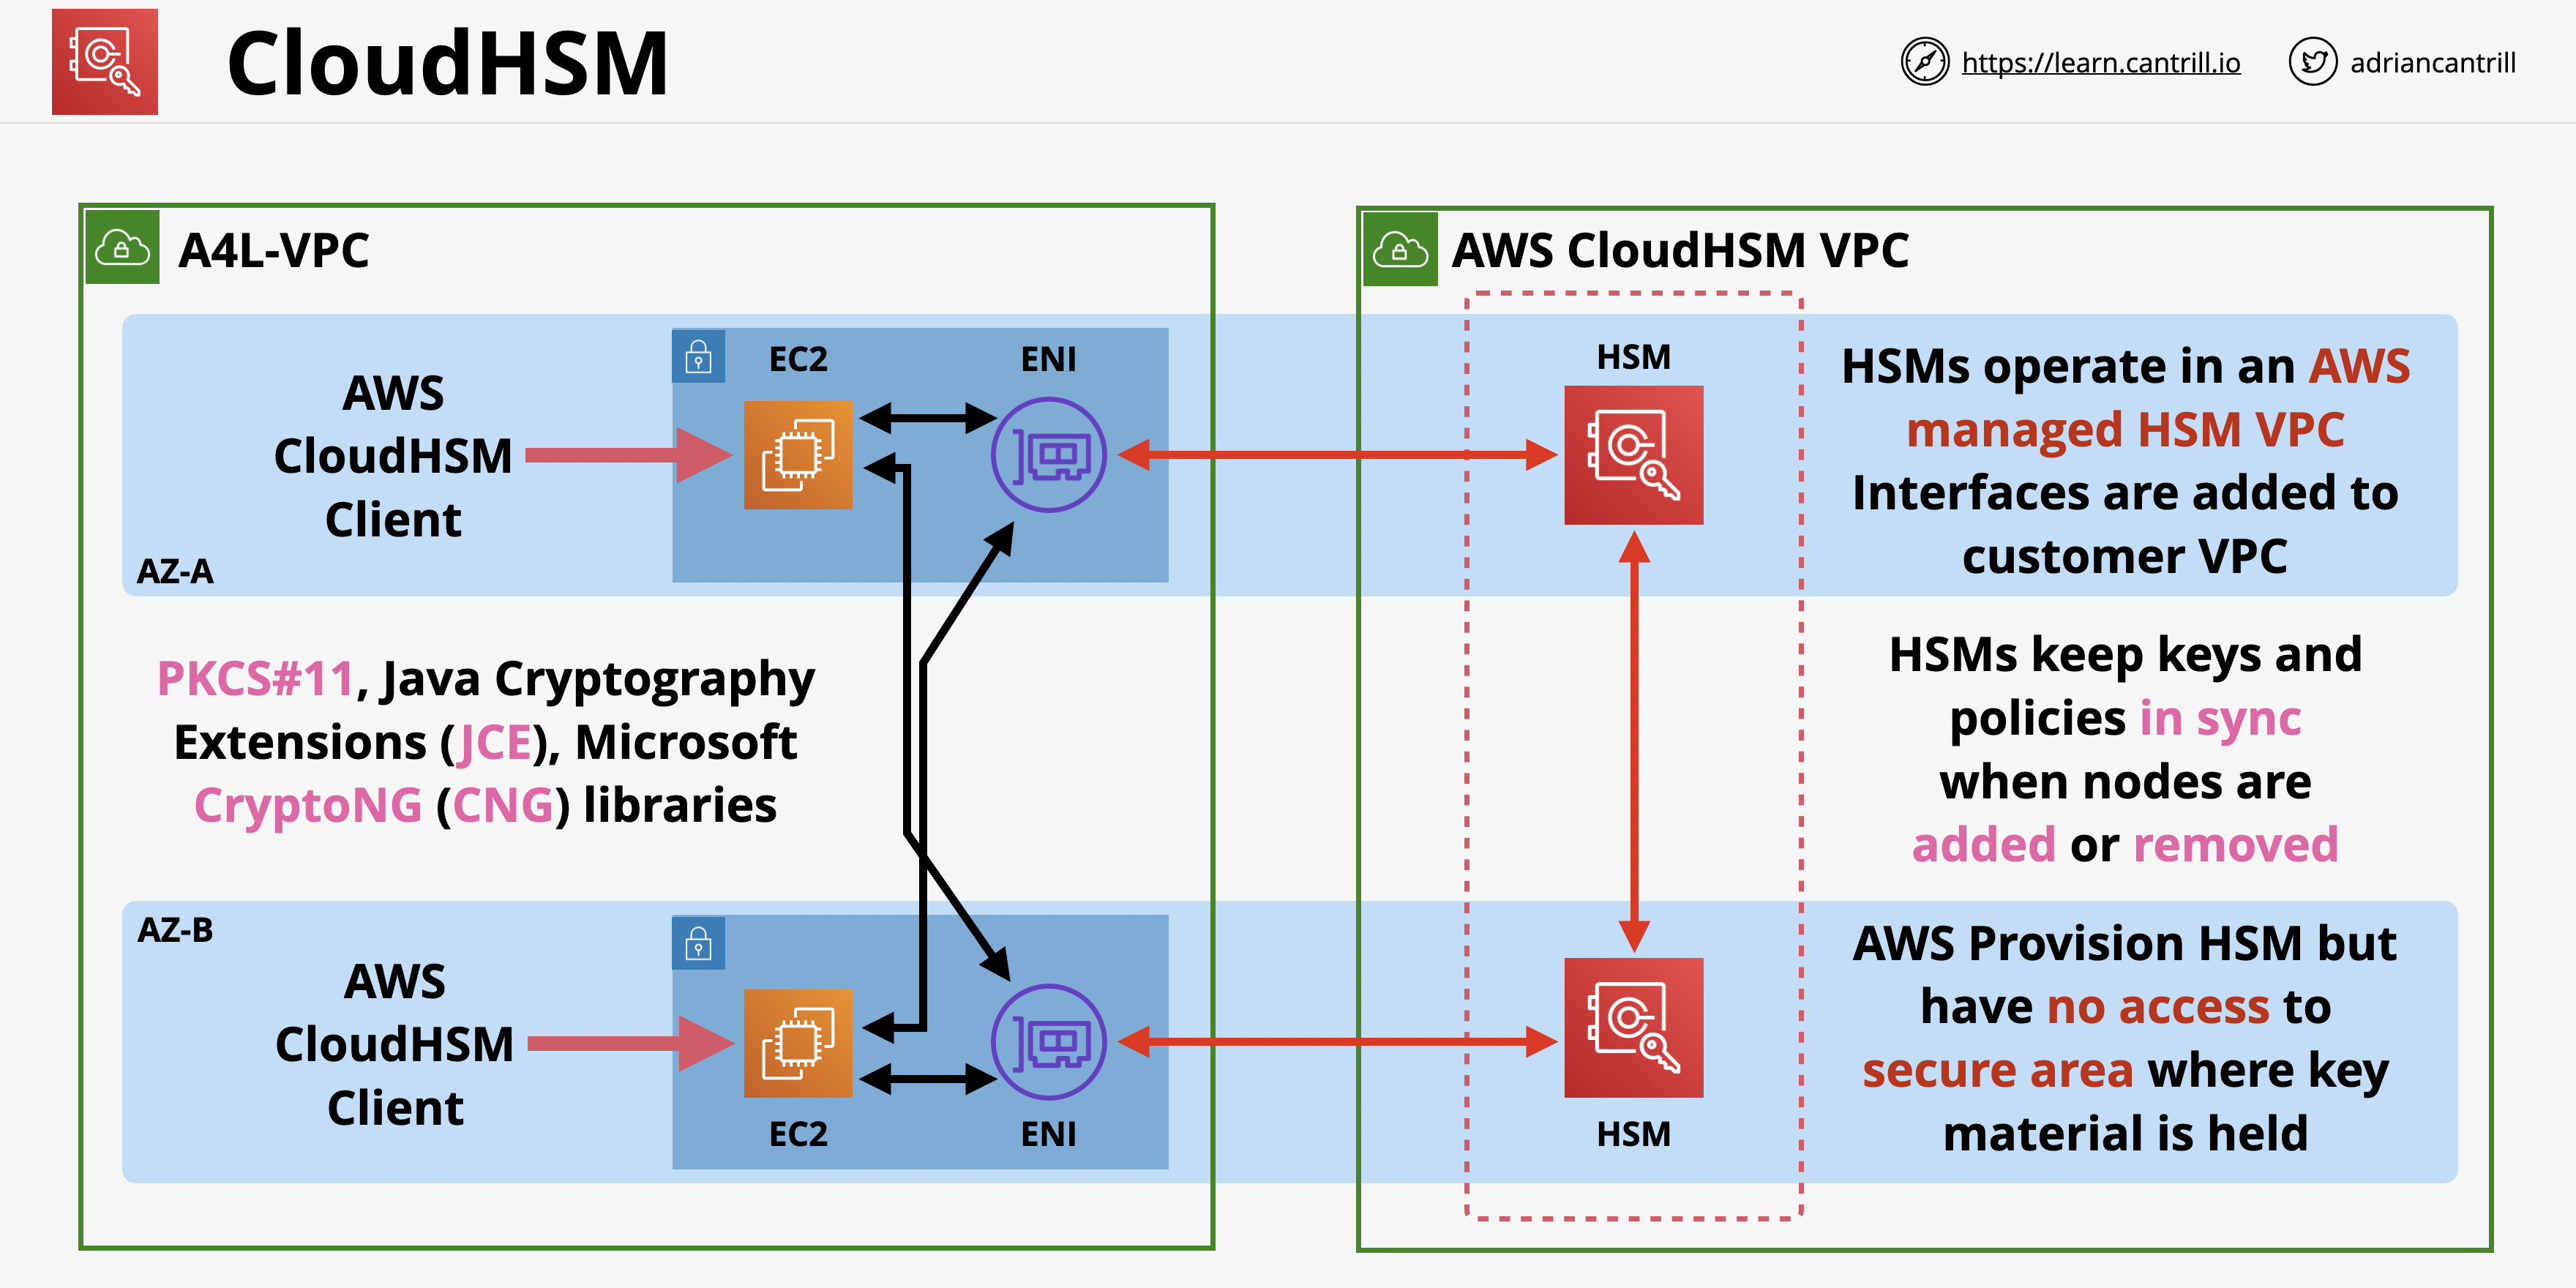 CloudHSM
https://learn.cantrill.io
adriancantrill
A4L-VPC
AWS CloudHSM VPC
AWS
CloudHSM
Client
AZ-A
EC2
ENI
HSM
HSMs operate in an AWS
managed HSM VPC
Interfaces are added to
customer VPC
PKCS#11, Java Cryptography
Extensions (JCE), Microsoft
CryptoNG (CNG) libraries
HSMs keep keys and
policies in sync
when nodes are
added or removed
AZ-B
AWS
CloudHSM
Client
EC2
ENI
HSM
AWS Provision HSM but
have no access to
secure area where key
material is held